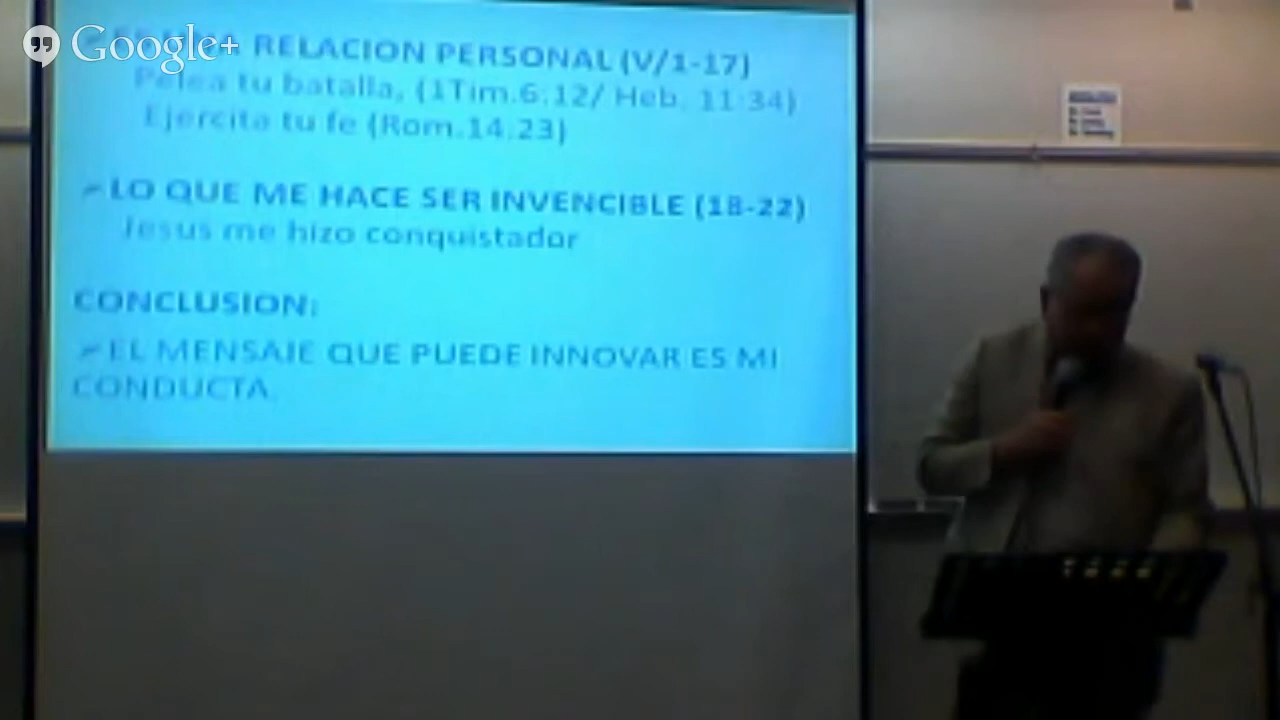 Google+
RELACION PERSONAL (V/1-17)
Pelea tu batalla, (1Tim.6:12/ Heb. 11:34)
Ejercita tu fe (Rom.14.23)
➢LO QUE ME HACE SER INVENCIBLE (18-22)
Jesus me hizo conquistador
CONCLUSION:
➢EL MENSAJE QUE PUEDE INNOVAR ES MI
CONDUCTA.